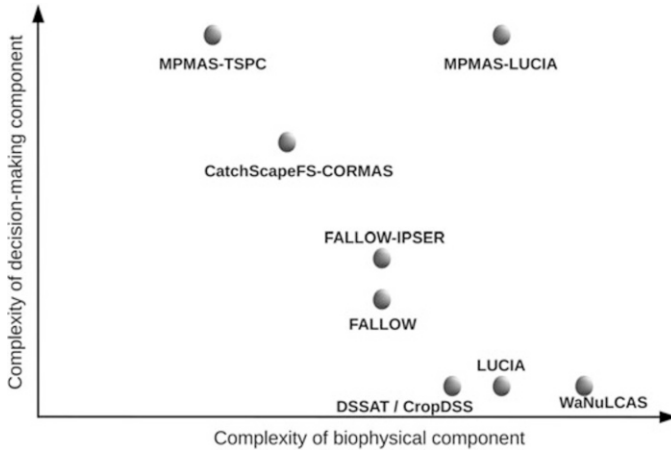 Complexity of decision-making component
MPMAS-TSPC
MPMAS-LUCIA
CatchScapeFS-CORMAS
FALLOW-IPSER
FALLOW
LUCIA
DSSAT / CropDSS
WaNuLCAS
Complexity of biophysical component